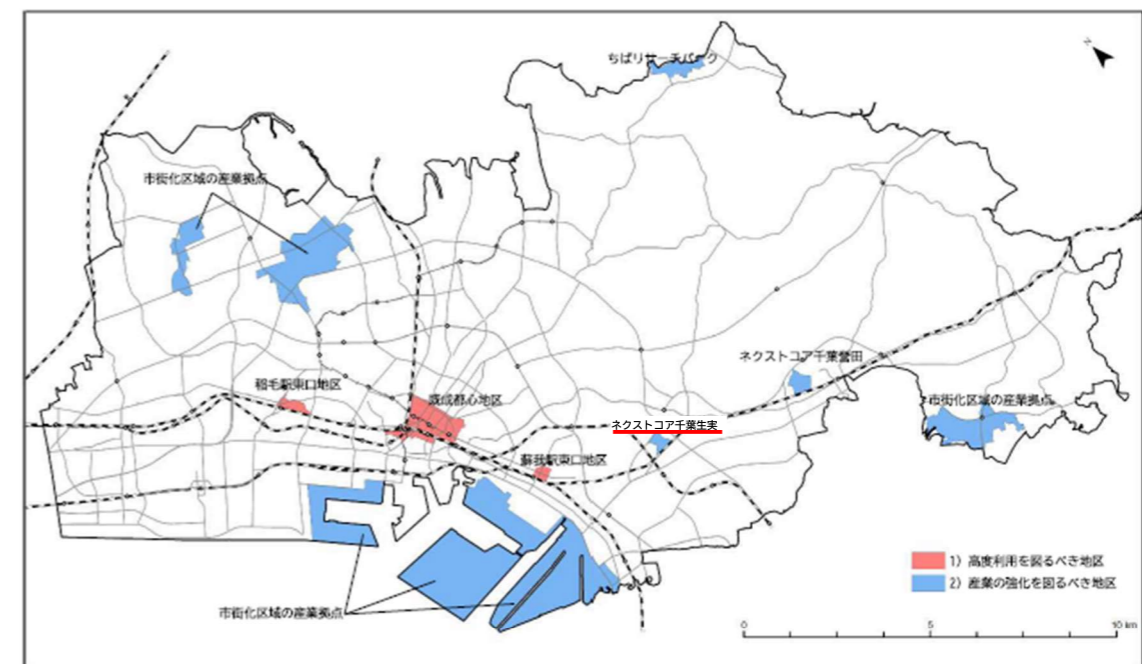 ちばリサーチパーク
市街化区域の産業拠点
ネクストコア千葉誉田
稲毛駅東口地区
既成都心地区
市街化区域の産業拠点
ネクストコア千葉生実
蘇我駅東口地区
1)高度利用を図るべき地区
2)産業の強化を図るべき地区
市街化区域の産業拠点
0 5 10 km